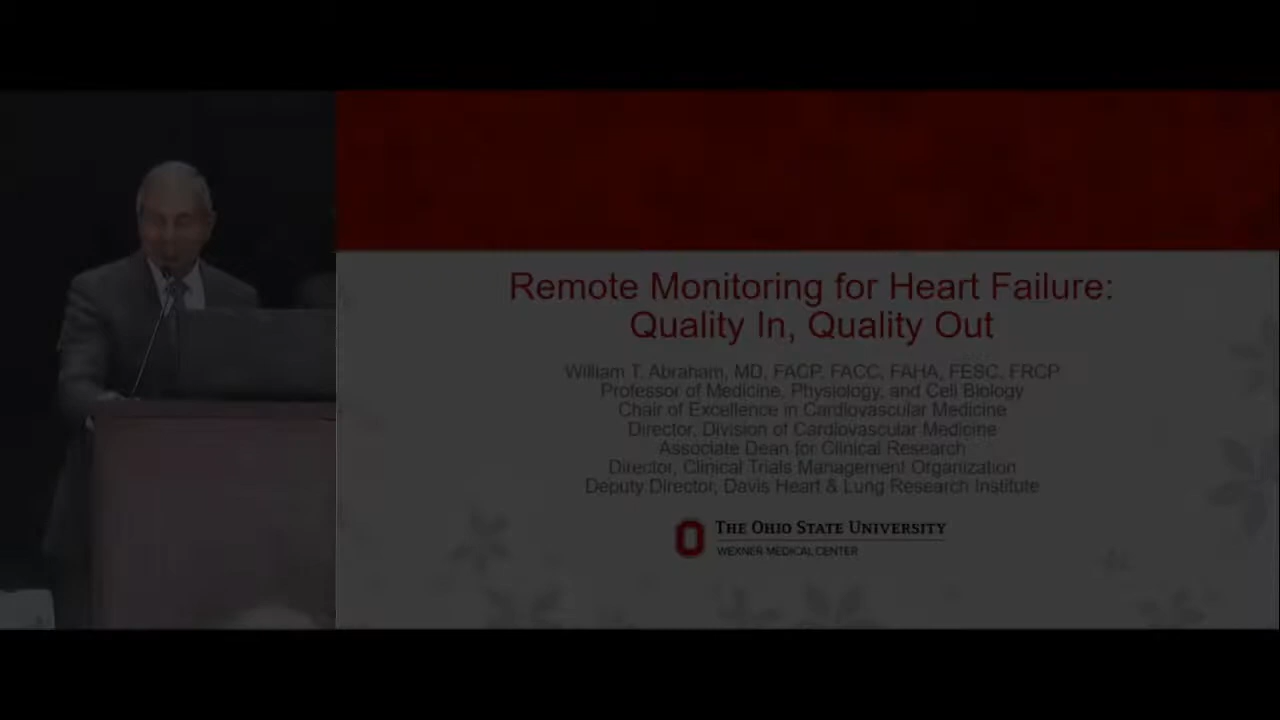 Remote Monitoring for Heart Failure:
Quality In, Quality Out
William T. Abraham, MD, FACP, FACC, FAHA, FESC, FRCP
Professor of Medicine, Physiology, and Cell Biology
Chair of Excellence in Cardiovascular Medicine
Director, Division of Cardiovascular Medicine
Associate Dean for Clinical Research
Director, Clinical Trials Management Organization
Deputy Director, Davis Heart & Lung Research Institute
THE OHIO STATE UNIVERSITY
WEXNER MEDICAL CENTER